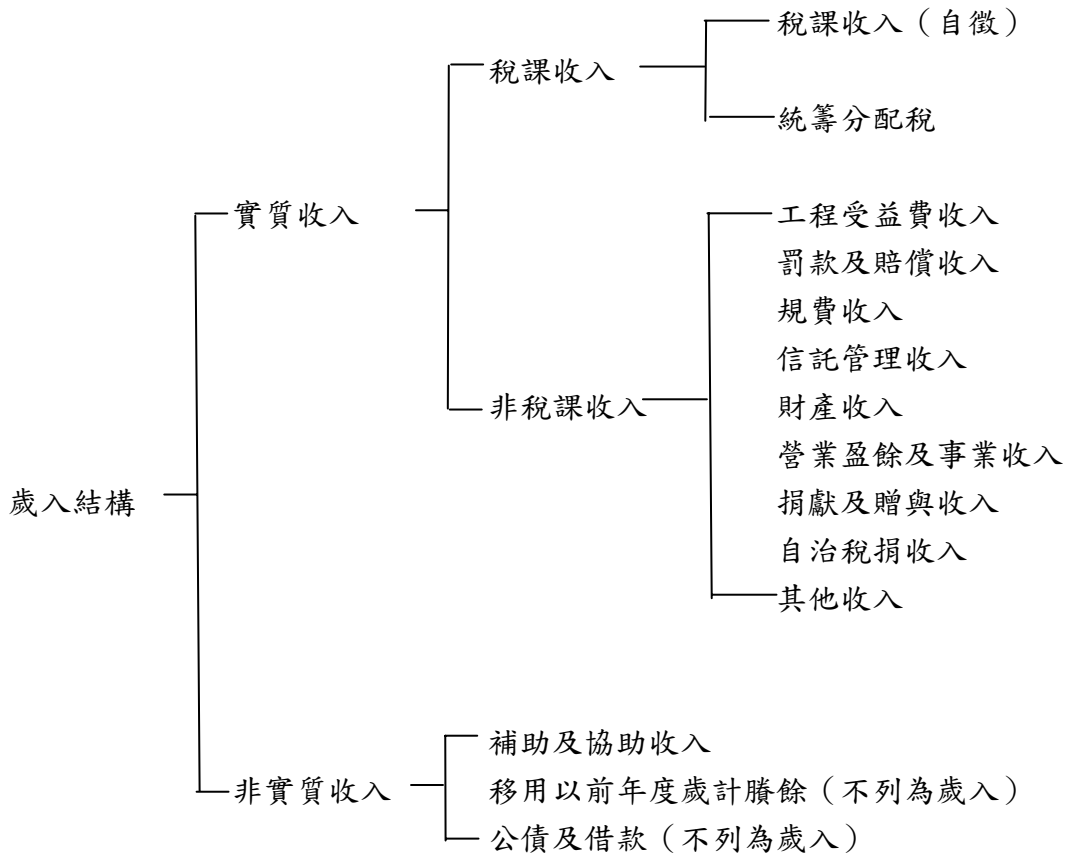 歲入結構
實質收入
稅課收入
稅課收入（自徵）
統籌分配稅
非稅課收入
工程受益費收入
罰款及賠償收入
規費收入
信託管理收入
財產收入
營業盈餘及事業收入
捐獻及贈與收入
自治稅捐收入
其他收入
非實質收入
補助及協助收入
移用以前年度歲計賸餘（不列為歲入）
公債及借款（不列為歲入）